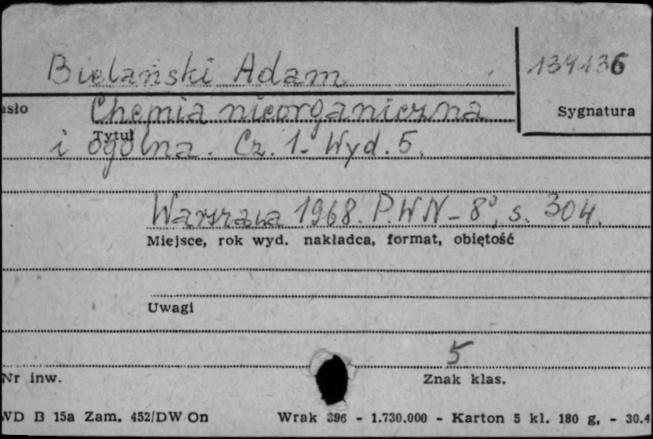 Bielański Adam 134136
asło Chemia nieorganiczna Sygnatura
Tytuł
i ogólna. Cz. 1. Wyd. 5.
Warszawa 1968. P.W.N - 8°, s. 304.
Miejsce, rok wyd. nakładca, format, obiętość
Uwagi
5
Nr inw. Znak klas.
WD B 15a Zam. 452/DW On Wrak 396 - 1.730.000 - Karton 5 kl. 180 g, - 30.4